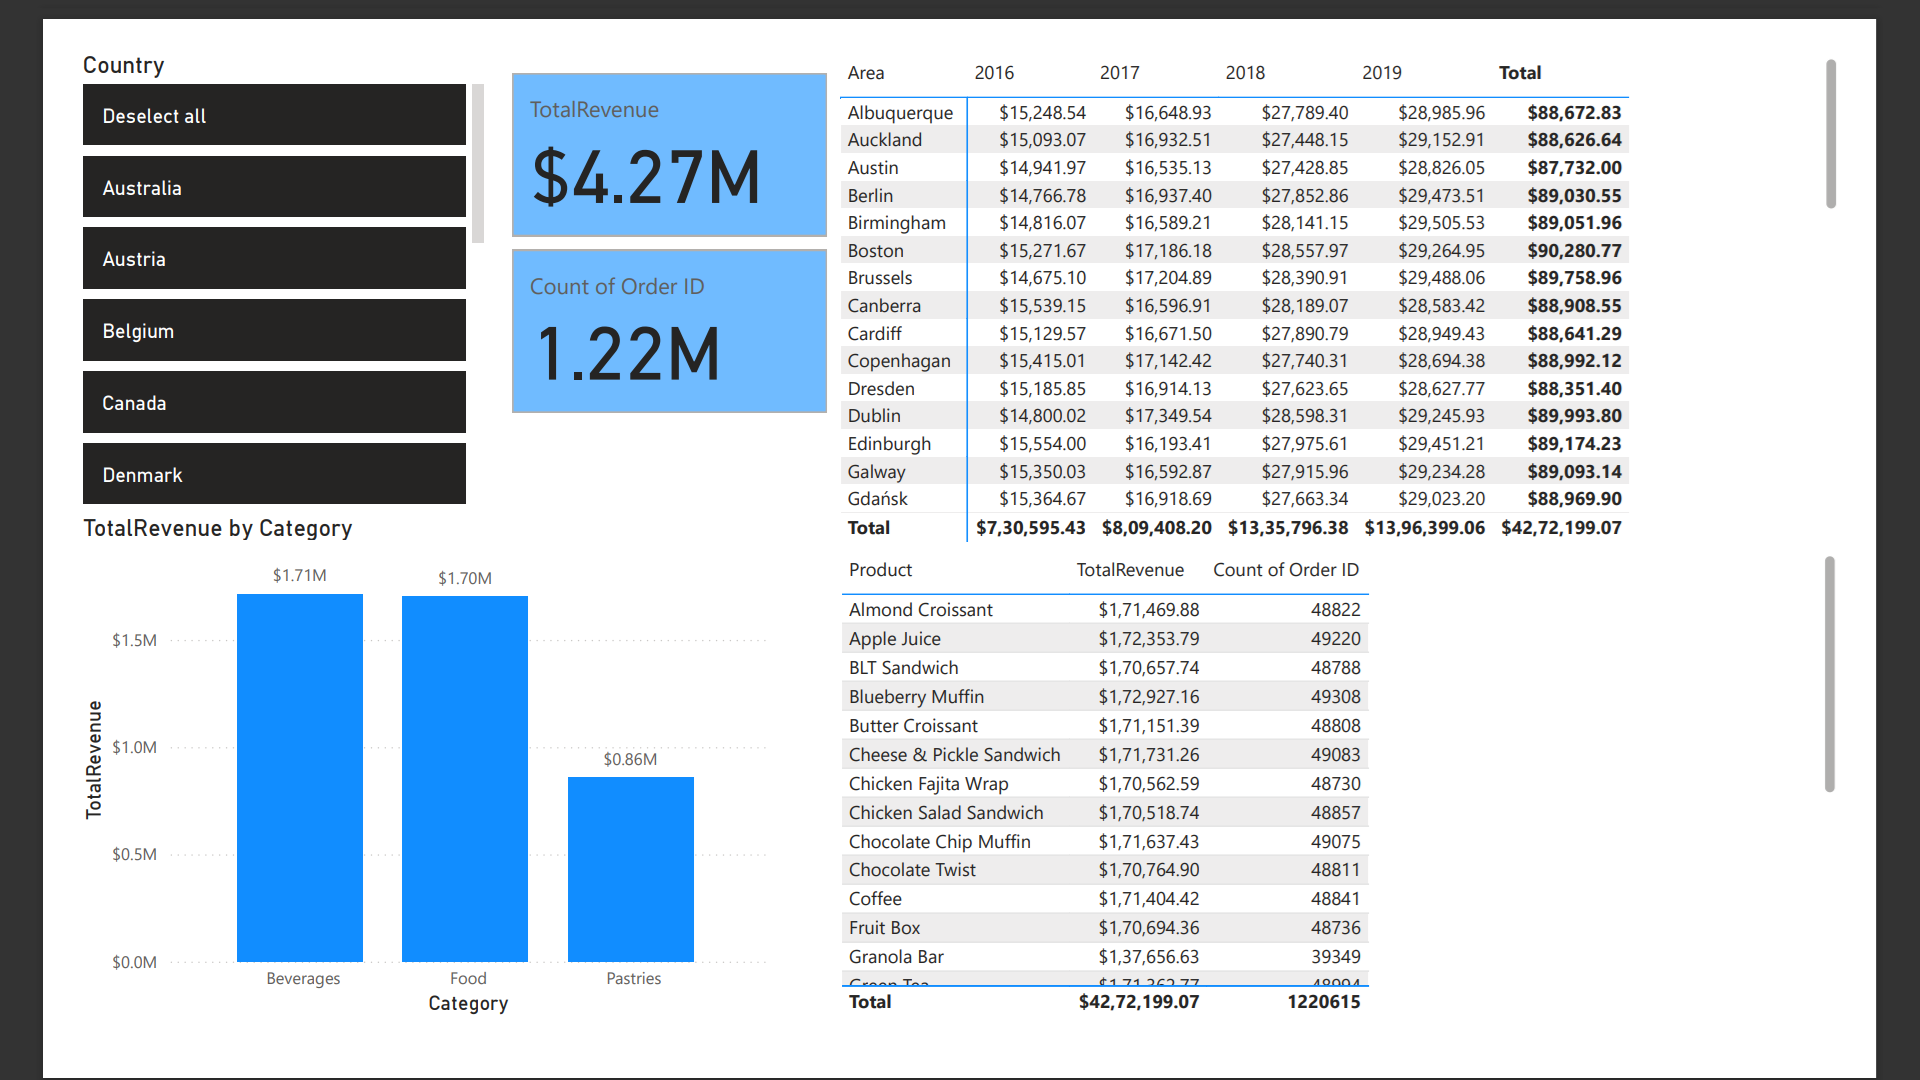 Country
Deselect all
Australia
Austria
Belgium
Canada
Denmark
TotalRevenue
$4.27M
Count of Order ID
1.22M
Area 2016 2017 2018 2019 Total
Albuquerque $15,248.54 $16,648.93 $27,789.40 $28,985.96 $88,672.83
Auckland $15,093.07 $16,932.51 $27,448.15 $29,152.91 $88,626.64
Austin $14,941.97 $16,535.13 $27,428.85 $28,826.05 $87,732.00
Berlin $14,766.78 $16,937.40 $27,852.86 $29,473.51 $89,030.55
Birmingham $14,816.07 $16,589.21 $28,141.15 $29,505.53 $89,051.96
Boston $15,271.67 $17,186.18 $28,557.97 $29,264.95 $90,280.77
Brussels $14,675.10 $17,204.89 $28,390.91 $29,488.06 $89,758.96
Canberra $15,539.15 $16,596.91 $28,189.07 $28,583.42 $88,908.55
Cardiff $15,129.57 $16,671.50 $27,890.79 $28,949.43 $88,641.29
Copenhagan $15,415.01 $17,142.42 $27,740.31 $28,694.38 $88,992.12
Dresden $15,185.85 $16,914.13 $27,623.65 $28,627.77 $88,351.40
Dublin $14,800.02 $17,349.54 $28,598.31 $29,245.93 $89,993.80
Edinburgh $15,554.00 $16,193.41 $27,975.61 $29,451.21 $89,174.23
Galway $15,350.03 $16,592.87 $27,915.96 $29,234.28 $89,093.14
Gdańsk $15,364.67 $16,918.69 $27,663.34 $29,023.20 $88,969.90
Total $7,30,595.43 $8,09,408.20 $13,35,796.38 $13,96,399.06 $42,72,199.07
TotalRevenue by Category
$1.71M
$1.70M
$0.86M
$1.5M
$1.0M
$0.5M
$0.0M
TotalRevenue
Beverages Food Pastries
Category
Product TotalRevenue Count of Order ID
Almond Croissant $1,71,469.88 48822
Apple Juice $1,72,353.79 49220
BLT Sandwich $1,70,657.74 48788
Blueberry Muffin $1,72,927.16 49308
Butter Croissant $1,71,151.39 48808
Cheese & Pickle Sandwich $1,71,731.26 49083
Chicken Fajita Wrap $1,70,562.59 48730
Chicken Salad Sandwich $1,70,518.74 48857
Chocolate Chip Muffin $1,71,637.43 49075
Chocolate Twist $1,70,764.90 48811
Coffee $1,71,404.42 48841
Fruit Box $1,70,694.36 48736
Granola Bar $1,37,656.63 39349
Green Tea
Total $42,72,199.07 1220615